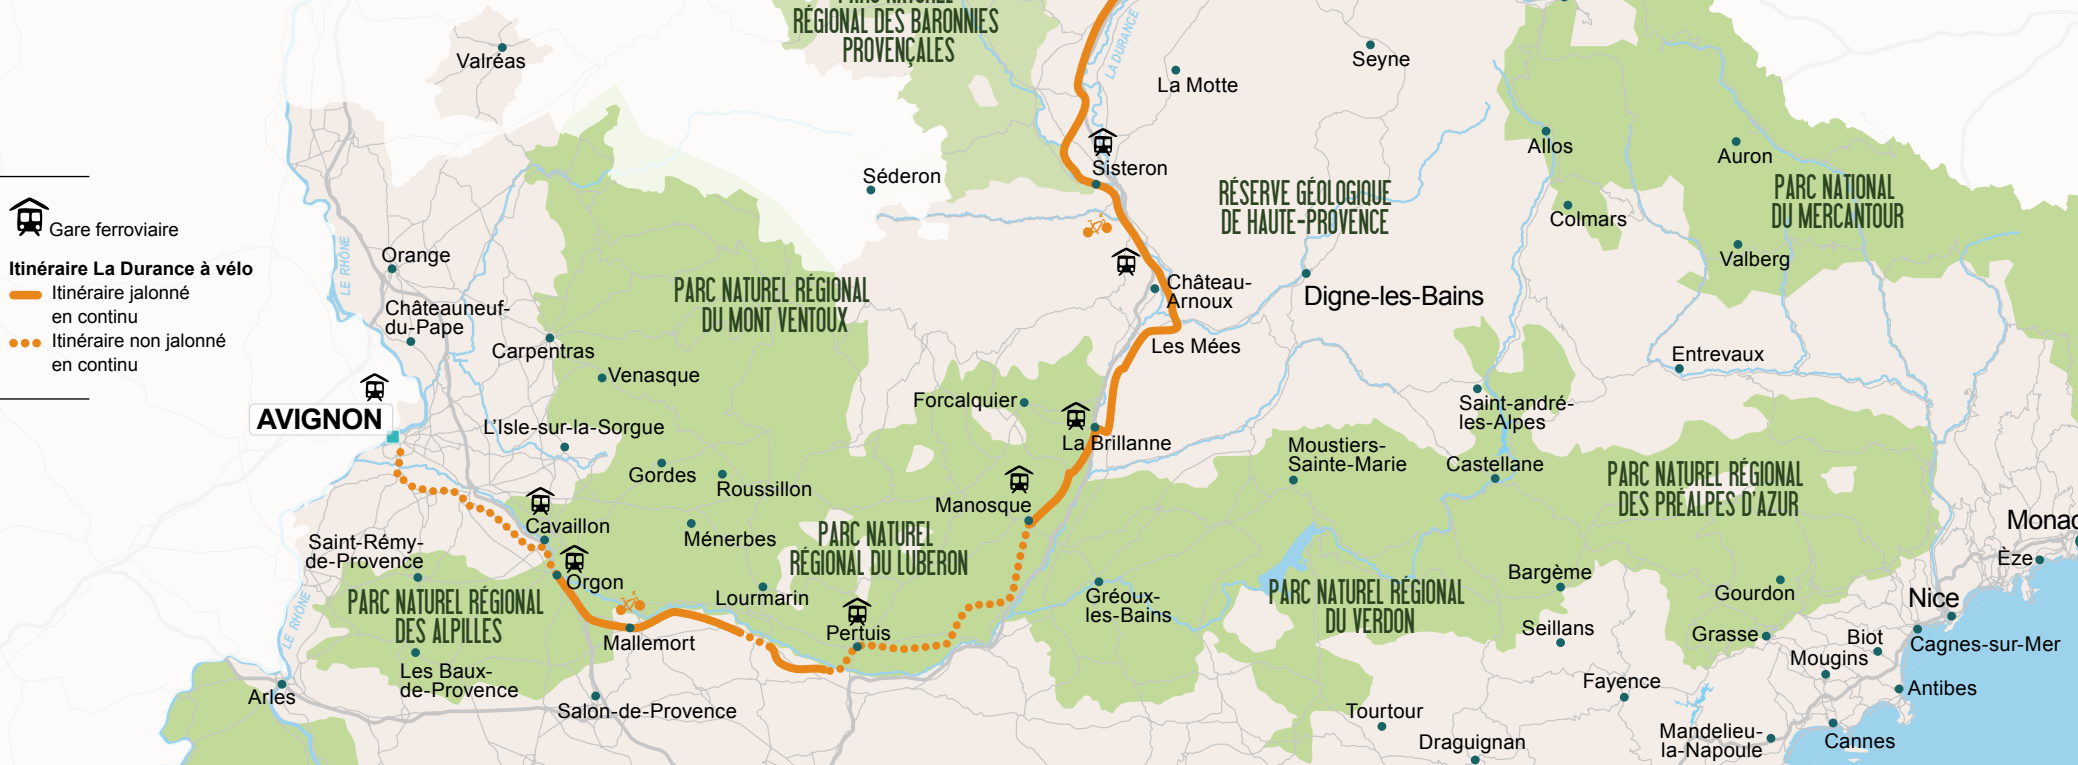 PARC NATUREL
RÉGIONAL DES BARONNIES
PROVENÇALES
LA DURANCE
Valréas
La Motte
Seyne
Sisteron
Séderon
Allos
Auron
RÉSERVE GÉOLOGIQUE
DE HAUTE-PROVENCE
PARC NATIONAL
DU MERCANTOUR
Colmars
Valberg
Gare ferroviaire
Itinéraire La Durance à vélo
Itinéraire jalonné
en continu
Itinéraire non jalonné
en continu
LE RHÔNE
Orange
Châteauneuf-
du-Pape
Carpentras
Venasque
PARC NATUREL RÉGIONAL
DU MONT VENTOUX
Château-
Arnoux
Digne-les-Bains
Les Mées
Entrevaux
AVIGNON
L'Isle-sur-la-Sorgue
Gordes
Roussillon
Forcalquier
La Brillanne
Manosque
Saint-andré-
les-Alpes
Moustiers-
Sainte-Marie
Castellane
PARC NATUREL RÉGIONAL
DES PRÉALPES D'AZUR
Cavaillon
Ménerbes
PARC NATUREL
RÉGIONAL DU LUBERON
Saint-Rémy-
de-Provence
Orgon
Lourmarin
PARC NATUREL RÉGIONAL
DES ALPILLES
LE RHÔNE
Mallemort
Pertuis
Gréoux-
les-Bains
PARC NATUREL RÉGIONAL
DU VERDON
Bargème
Seillans
Gourdon
Monac
Èze
Nice
Grasse
Biot
Cagnes-sur-Mer
Mougins
Antibes
Les Baux-
de-Provence
Arles
Salon-de-Provence
Fayence
Tourtour
Draguignan
Mandelieu-
la-Napoule
Cannes